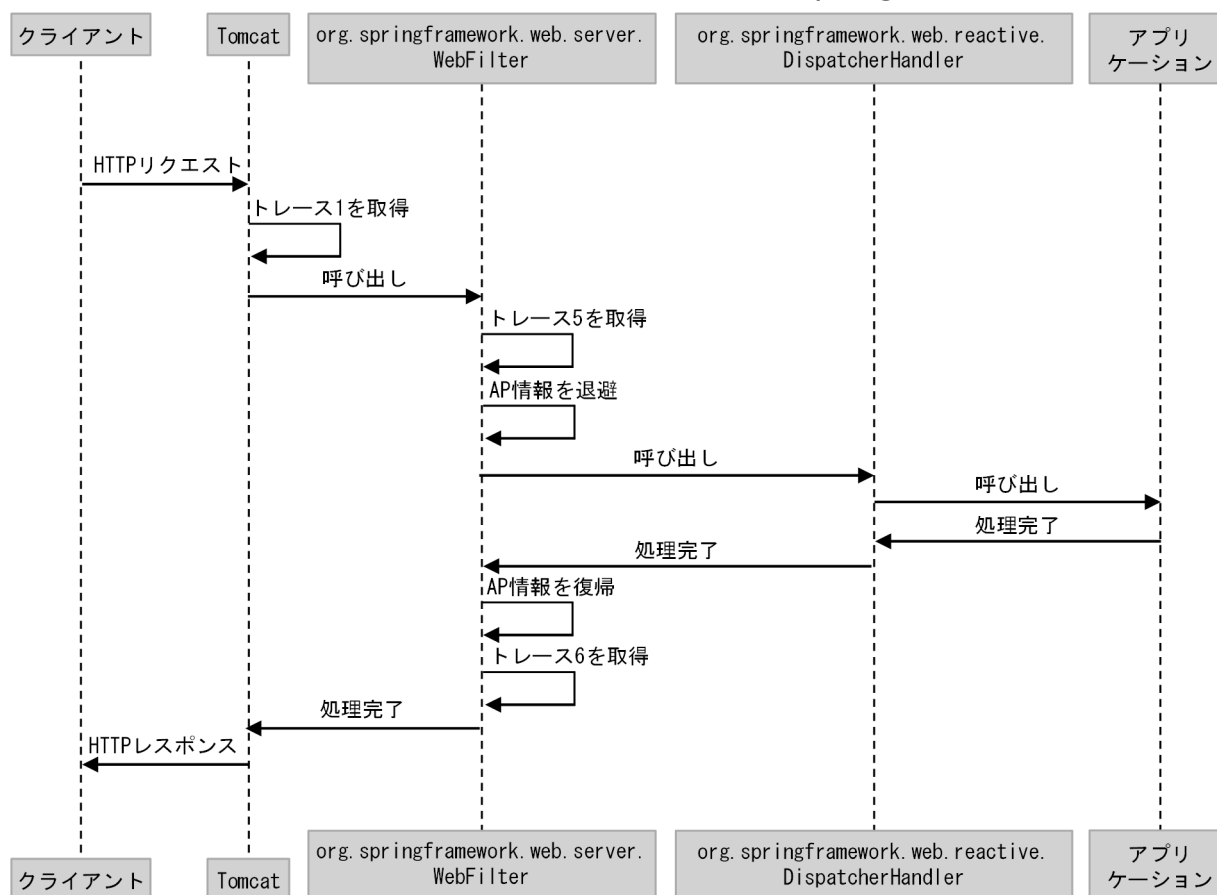 クライアント
Tomcat
org.springframework.web.server.
WebFilter
org.springframework.web.reactive.
DispatcherHandler
アプリ
ケーション
HTTPリクエスト
トレース1を取得
呼び出し
トレース5を取得
AP情報を退避
呼び出し
呼び出し
処理完了
処理完了
AP情報を復帰
トレース6を取得
処理完了
HTTPレスポンス
クライアント
Tomcat
org.springframework.web.server.
WebFilter
org.springframework.web.reactive.
DispatcherHandler
アプリ
ケーション